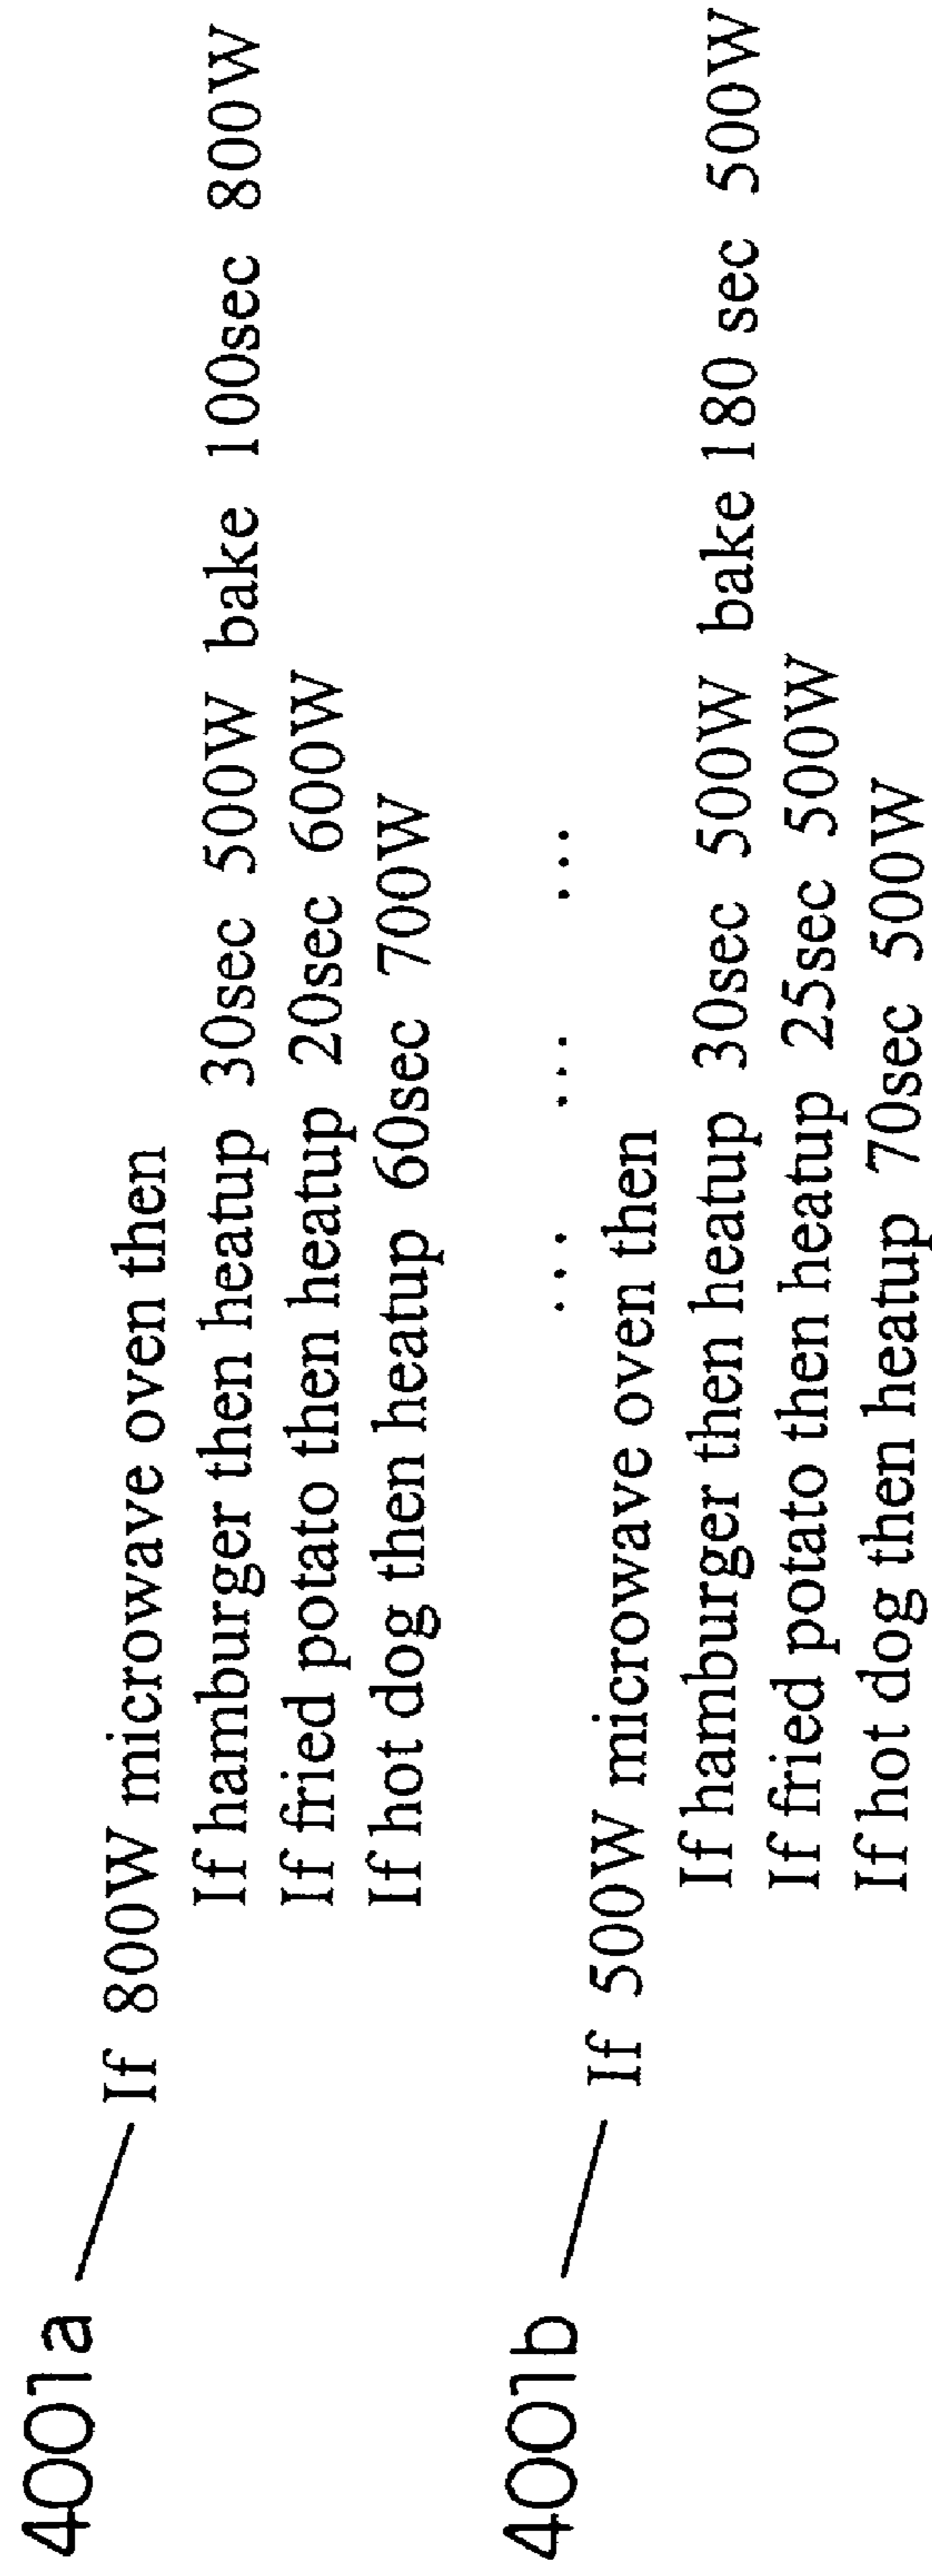 4001a If 800W microwave oven then
If hamburger then heatup 30sec 500W bake 100sec 800W
If fried potato then heatup 20sec 600W
If hot dog then heatup 60sec 700W
... ... ...
4001b If 500W microwave oven then
If hamburger then heatup 30sec 500W bake 180 sec 500W
If fried potato then heatup 25sec 500W
If hot dog then heatup 70sec 500W